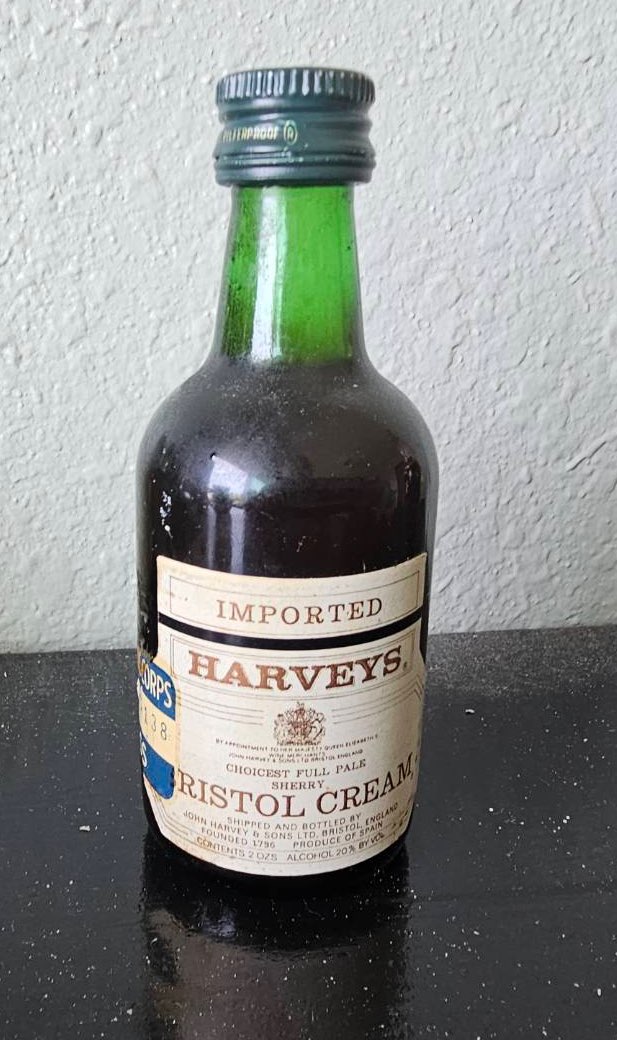 PILFERPROOF ®
IMPORTED
HARVEYS®
BY APPOINTMENT TO HER MAJESTY QUEEN ELIZABETH II
WINE MERCHANTS
JOHN HARVEY & SONS LTD BRISTOL ENGLAND
CHOICEST FULL PALE
SHERRY
RISTOL CREAM
SHIPPED AND BOTTLED BY
JOHN HARVEY & SONS LTD, BRISTOL, ENGLAND
FOUNDED 1796 PRODUCE OF SPAIN
CONTENTS 2 OZS ALCOHOL 20% BY VOL.
CORPS
138
S